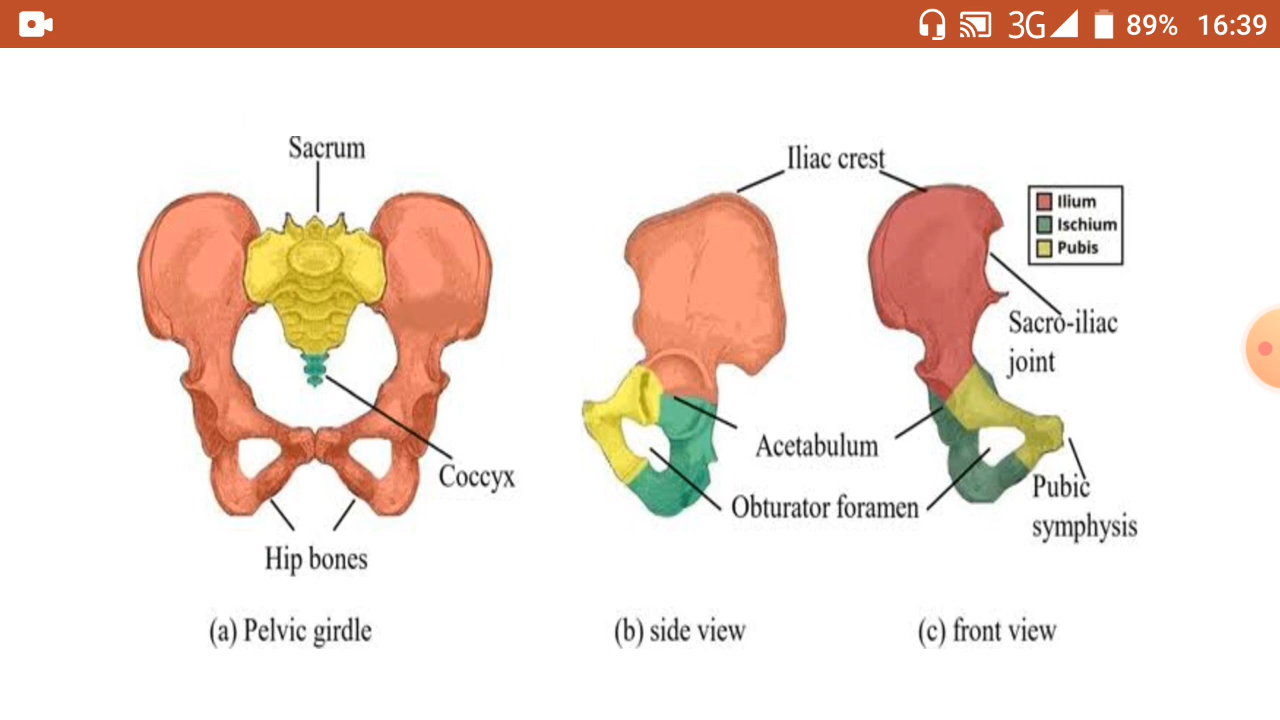 3G 89% 16:39
Sacrum
Iliac crest
Ilium
Ischium
Pubis
Sacro-iliac
joint
Acetabulum
Coccyx
Obturator foramen
Pubic
symphysis
Hip bones
(a) Pelvic girdle
(b) side view
(c) front view